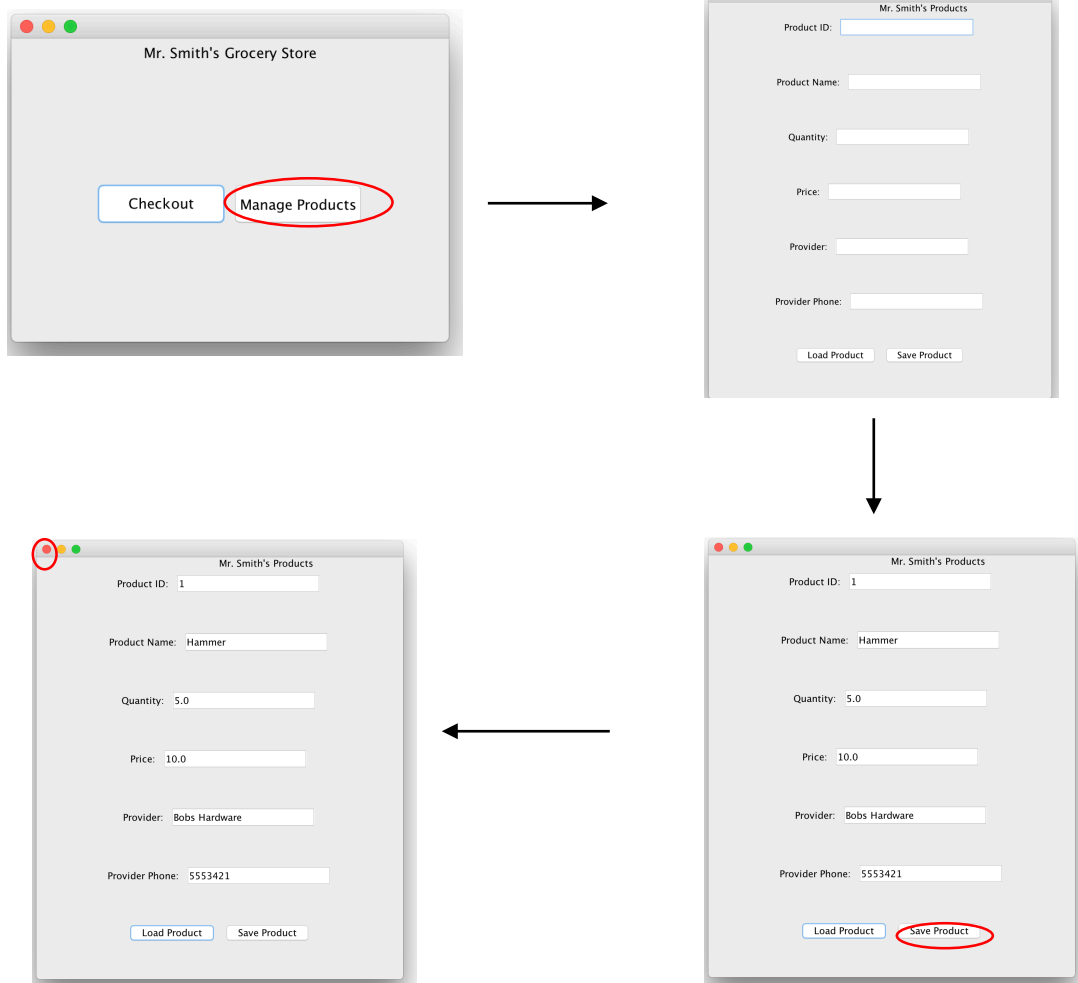 Mr. Smith's Grocery Store
Checkout
Manage Products
Mr. Smith's Products
Product ID:
Product Name:
Quantity:
Price:
Provider:
Provider Phone:
Load Product
Save Product
Mr. Smith's Products
Product ID: 1
Product Name: Hammer
Quantity: 5.0
Price: 10.0
Provider: Bobs Hardware
Provider Phone: 5553421
Load Product
Save Product
Mr. Smith's Products
Product ID: 1
Product Name: Hammer
Quantity: 5.0
Price: 10.0
Provider: Bobs Hardware
Provider Phone: 5553421
Load Product
Save Product